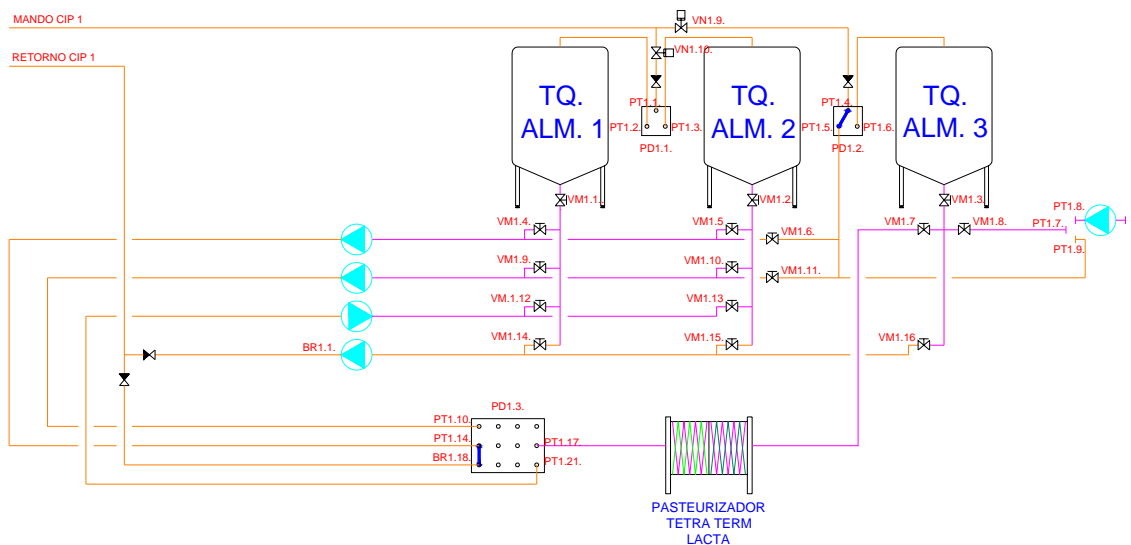 MANDO CIP 1
VN1.9.
RETORNO CIP 1
VN1.10.
TQ.
ALM. 1
TQ.
ALM. 2
TQ.
ALM. 3
PT1.1.
PT1.2.
PT1.3.
PD1.1.
PT1.4.
PT1.5.
PT1.6.
PD1.2.
VM1.1.
VM1.2.
VM1.3.
VM1.4.
VM1.5
VM1.6.
VM1.7
VM1.8.
PT1.8.
PT1.7.
PT1.9.
VM1.9.
VM1.10.
VM1.11.
VM.1.12
VM1.13
BR1.1.
VM1.14.
VM1.15.
VM1.16
PD1.3.
PT1.10.
PT1.14.
PT1.17.
BR1.18.
PT1.21.
PASTEURIZADOR
TETRA TERM
LACTA